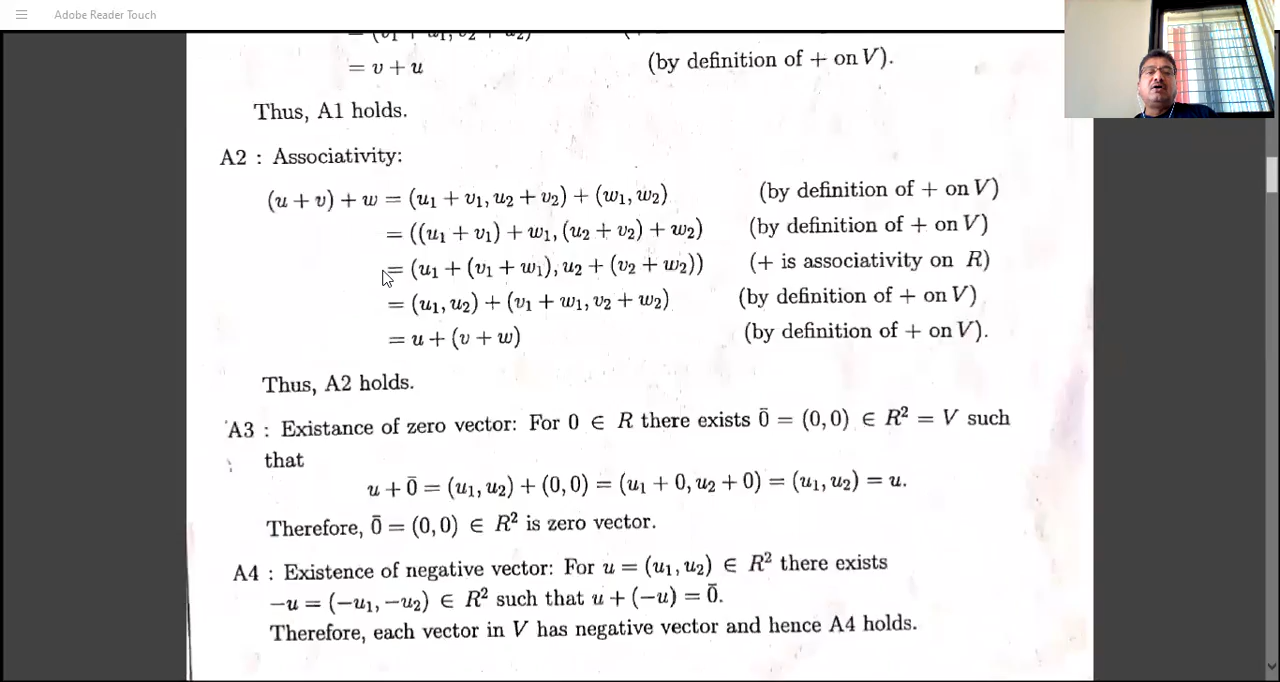 Adobe Reader Touch
= (u1 + w1, v2 + w2)
= v + u (by definition of + on V).
Thus, A1 holds.
A2 : Associativity:
(u + v) + w = (u₁ + v₁, u₂ + v₂) + (w₁, w₂) (by definition of + on V)
= ((u₁ + v₁) + w₁, (u₂ + v₂) + w₂) (by definition of + on V)
= (u₁ + (v₁ + w₁), u₂ + (v₂ + w₂)) (+ is associativity on R)
= (u₁, u₂) + (v₁ + w₁, v₂ + w₂) (by definition of + on V)
= u + (v + w) (by definition of + on V).
Thus, A2 holds.
A3 : Existance of zero vector: For 0 ∈ R there exists 0̄ = (0, 0) ∈ R² = V such
that
u + 0̄ = (u₁, u₂) + (0, 0) = (u₁ + 0, u₂ + 0) = (u₁, u₂) = u.
Therefore, 0̄ = (0, 0) ∈ R² is zero vector.
A4 : Existence of negative vector: For u = (u₁, u₂) ∈ R² there exists
−u = (−u₁, −u₂) ∈ R² such that u + (−u) = 0̄.
Therefore, each vector in V has negative vector and hence A4 holds.